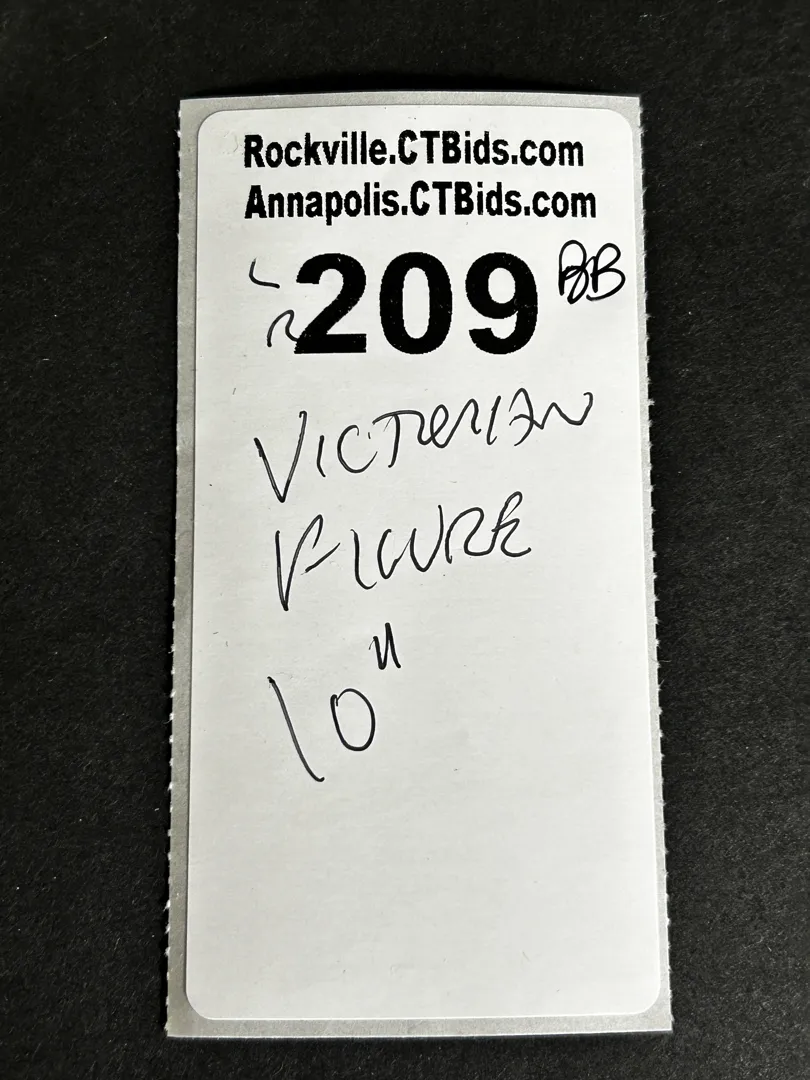 Rockville.CTBids.com
Annapolis.CTBids.com
209 BB
VICTORIAN
FIGURE
10"